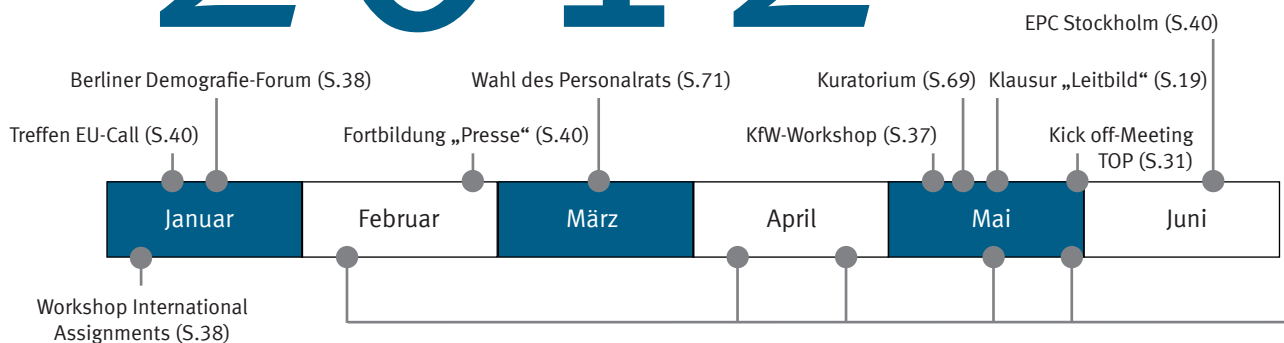 2012
EPC Stockholm (S.40)
Berliner Demografie-Forum (S.38)
Wahl des Personalrats (S.71)
Kuratorium (S.69)
Klausur „Leitbild“ (S.19)
Treffen EU-Call (S.40)
Fortbildung „Presse“ (S.40)
KfW-Workshop (S.37)
Kick off-Meeting
TOP (S.31)
Januar
Februar
März
April
Mai
Juni
Workshop International
Assignments (S.38)